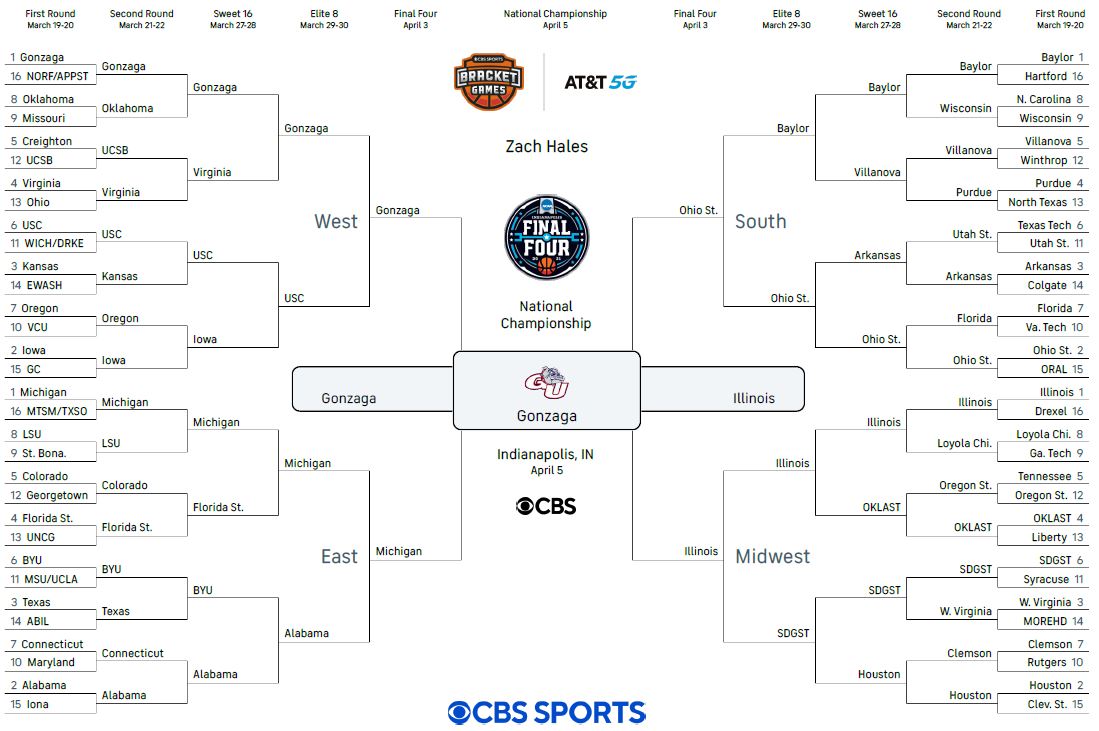 First Round
March 19-20
Second Round
March 21-22
Sweet 16
March 27-28
Elite 8
March 29-30
Final Four
April 3
National Championship
April 5
Final Four
April 3
Elite 8
March 29-30
Sweet 16
March 27-28
Second Round
March 21-22
First Round
March 19-20
1 Gonzaga
16 NORF/APPST
8 Oklahoma
9 Missouri
5 Creighton
12 UCSB
4 Virginia
13 Ohio
6 USC
11 WICH/DRKE
3 Kansas
14 EWASH
7 Oregon
10 VCU
2 Iowa
15 GC
Gonzaga
Oklahoma
UCSB
Virginia
USC
Kansas
Oregon
Iowa
Gonzaga
Virginia
USC
Iowa
Gonzaga
USC
West
Gonzaga
1 Michigan
16 MTSM/TXSO
8 LSU
9 St. Bona.
5 Colorado
12 Georgetown
4 Florida St.
13 UNCG
6 BYU
11 MSU/UCLA
3 Texas
14 ABIL
7 Connecticut
10 Maryland
2 Alabama
15 Iona
Michigan
LSU
Colorado
Florida St.
BYU
Texas
Connecticut
Alabama
Michigan
Florida St.
BYU
Alabama
Michigan
Alabama
East
Michigan
CBS SPORTS
BRACKET
GAMES
AT&T 5G
Zach Hales
NCAA
INDIANAPOLIS
FINAL
FOUR
2021
National
Championship
Gonzaga
GU
Gonzaga
Illinois
Indianapolis, IN
April 5
CBS
CBS SPORTS
Baylor 1
Hartford 16
N. Carolina 8
Wisconsin 9
Villanova 5
Winthrop 12
Purdue 4
North Texas 13
Texas Tech 6
Utah St. 11
Arkansas 3
Colgate 14
Florida 7
Va. Tech 10
Ohio St. 2
ORAL 15
Baylor
Wisconsin
Villanova
Purdue
Utah St.
Arkansas
Florida
Ohio St.
Baylor
Villanova
Arkansas
Ohio St.
Baylor
Ohio St.
South
Ohio St.
Illinois 1
Drexel 16
Loyola Chi. 8
Ga. Tech 9
Tennessee 5
Oregon St. 12
OKLAST 4
Liberty 13
SDGST 6
Syracuse 11
W. Virginia 3
MOREHD 14
Clemson 7
Rutgers 10
Houston 2
Clev. St. 15
Illinois
Loyola Chi.
Oregon St.
OKLAST
SDGST
W. Virginia
Clemson
Houston
Illinois
OKLAST
SDGST
Houston
Illinois
SDGST
Midwest
Illinois